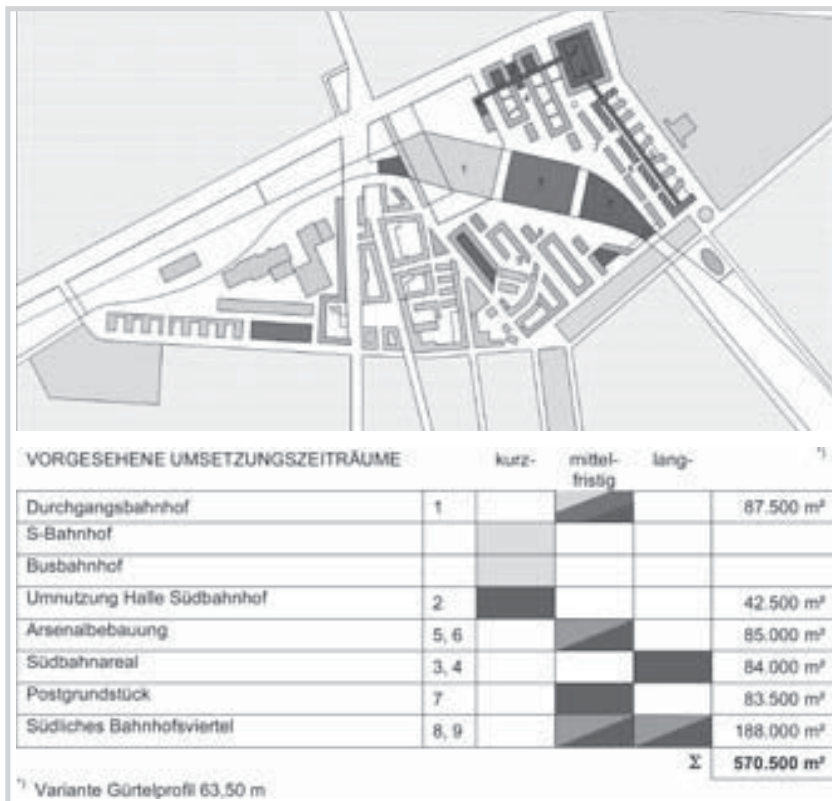 VORGESEHENE UMSETZUNGSZEITRÄUME kurz- mittel- lang- *)
fristig
Durchgangsbahnhof 1 87.500 m²
S-Bahnhof
Busbahnhof
Umnutzung Halle Südbahnhof 2 42.500 m²
Arsenalbebauung 5, 6 85.000 m²
Südbahnareal 3, 4 84.000 m²
Postgrundstück 7 83.500 m²
Südliches Bahnhofsviertel 8, 9 188.000 m²
Σ 570.500 m²
*) Variante Gürtelprofil 63,50 m